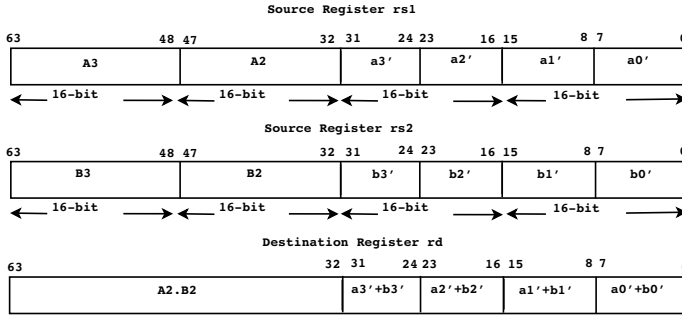 Source Register rs1
63 48 47 32 31 24 23 16 15 8 7
A3 A2 a3' a2' a1' a0'
16-bit 16-bit 16-bit 16-bit
Source Register rs2
63 48 47 32 31 24 23 16 15 8 7
B3 B2 b3' b2' b1' b0'
16-bit 16-bit 16-bit 16-bit
Destination Register rd
63 32 31 24 23 16 15 8 7
A2.B2 a3'+b3' a2'+b2' a1'+b1' a0'+b0'